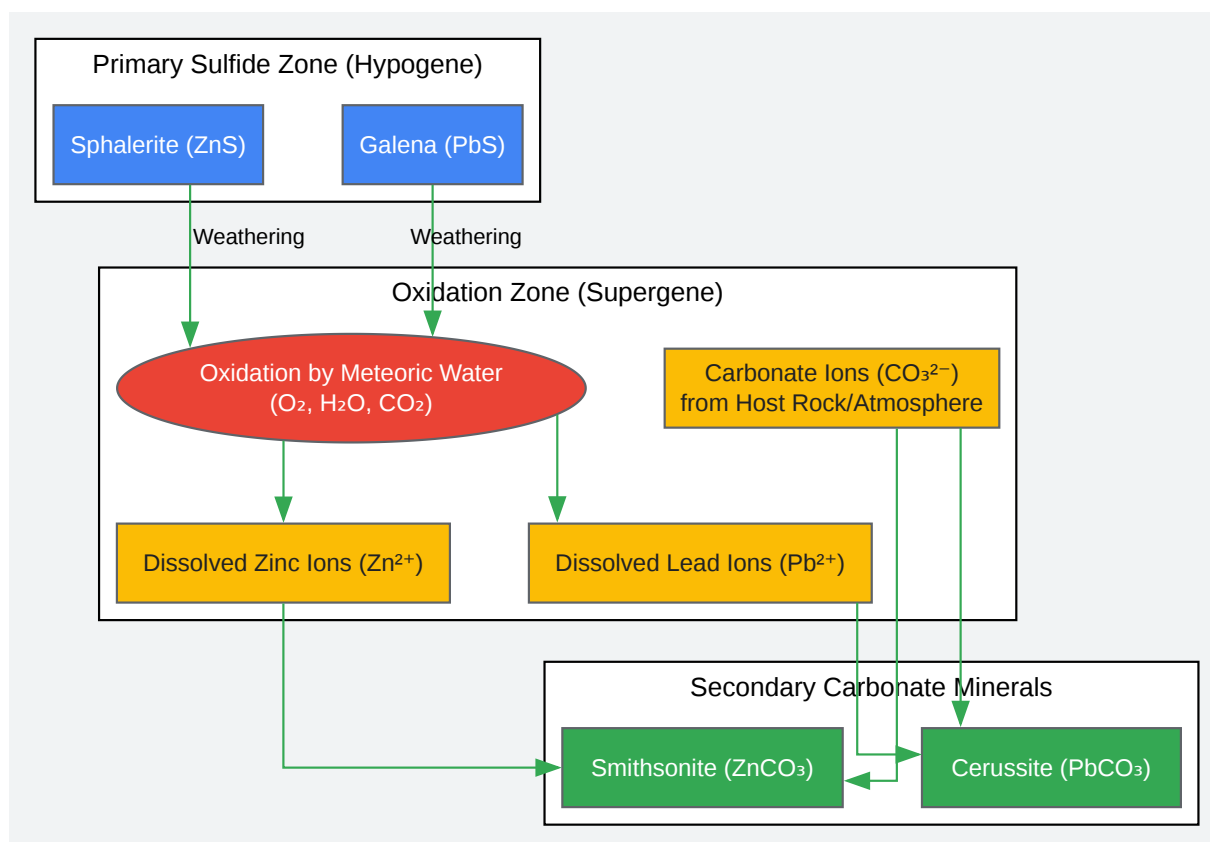 Primary Sulfide Zone (Hypogene)
Sphalerite (ZnS)
Galena (PbS)
Weathering
Weathering
Oxidation Zone (Supergene)
Oxidation by Meteoric Water
(O₂, H₂O, CO₂)
Carbonate Ions (CO₃²⁻)
from Host Rock/Atmosphere
Dissolved Zinc Ions (Zn²⁺)
Dissolved Lead Ions (Pb²⁺)
Secondary Carbonate Minerals
Smithsonite (ZnCO₃)
Cerussite (PbCO₃)